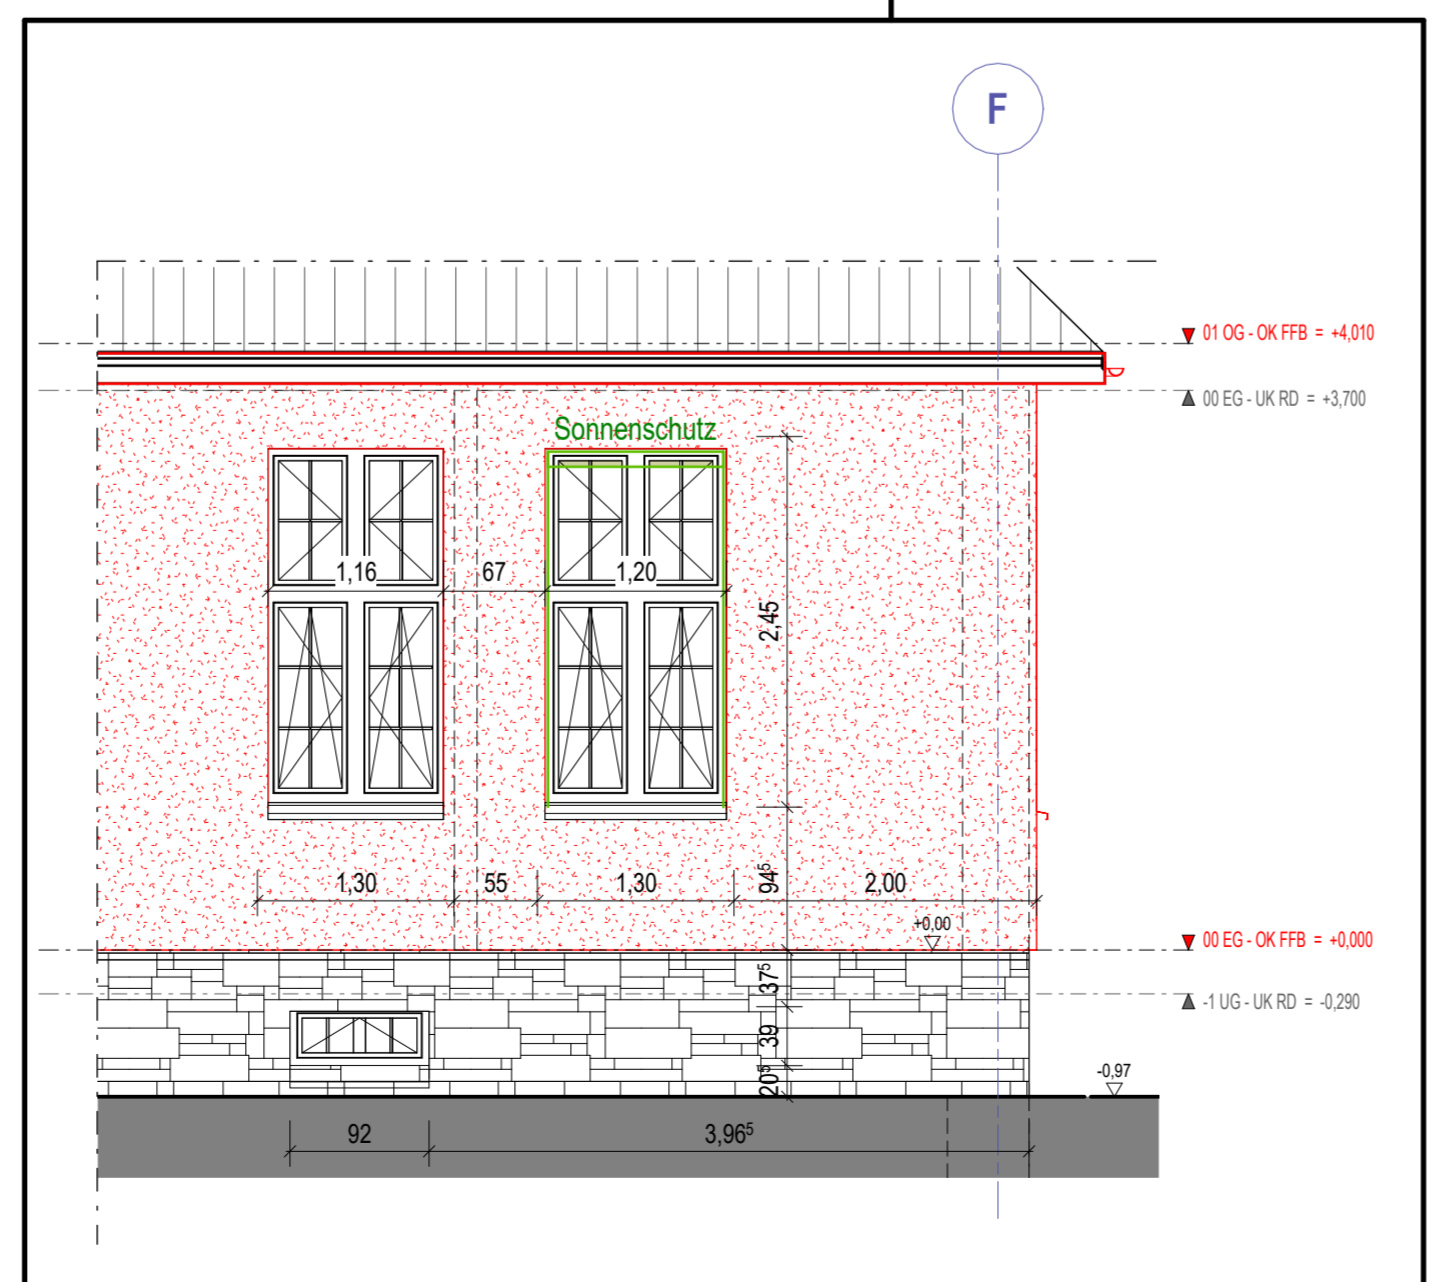 F
01 OG - OK FFB = +4,010
00 EG - UK RD = +3,700
Sonnenschutz
1,16
67
1,20
2,45
1,30
55
1,30
94⁵
2,00
+0,00
00 EG - OK FFB = +0,000
37⁵
-1 UG - UK RD = -0,290
39
20⁵
-0,97
92
3,96⁵